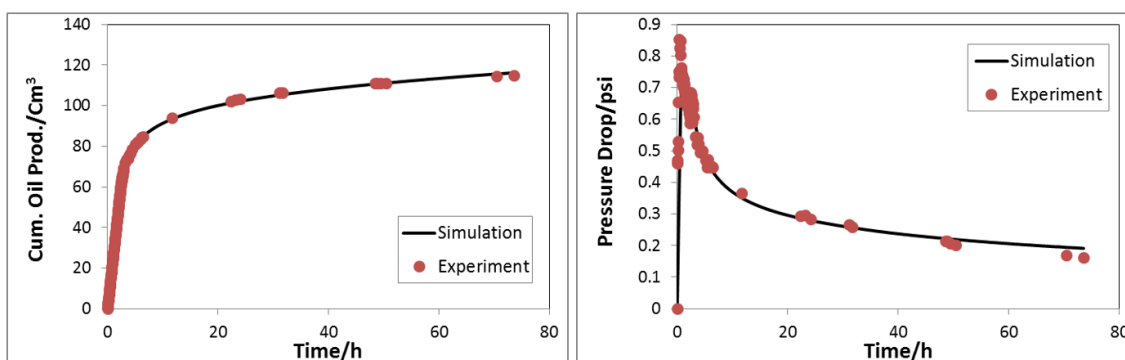 Cum. Oil Prod./Cm³
140
120
100
80
60
40
20
0
0 20 40 60 80
Time/h
Simulation
Experiment
Pressure Drop/psi
0.9
0.8
0.7
0.6
0.5
0.4
0.3
0.2
0.1
0
0 20 40 60 80
Time/h
Simulation
Experiment